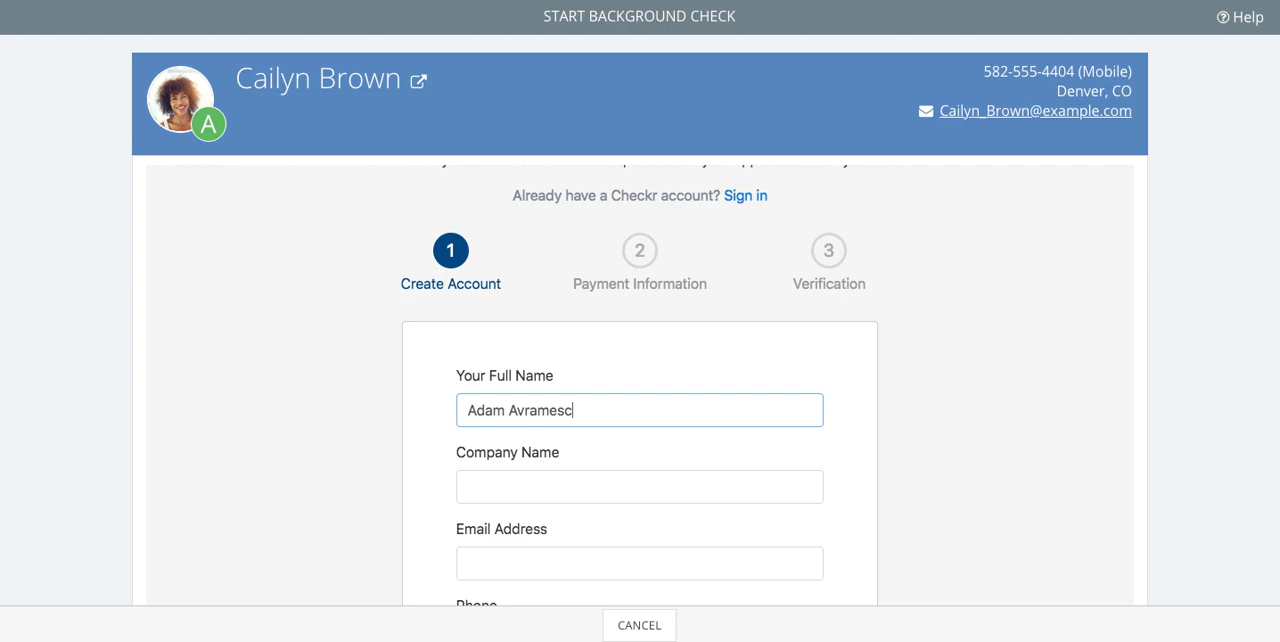 START BACKGROUND CHECK
Help
Cailyn Brown
A
582-555-4404 (Mobile)
Denver, CO
Cailyn_Brown@example.com
Already have a Checkr account? Sign in
1
2
3
Create Account
Payment Information
Verification
Your Full Name
Adam Avramesc
Company Name
Email Address
Phone
CANCEL